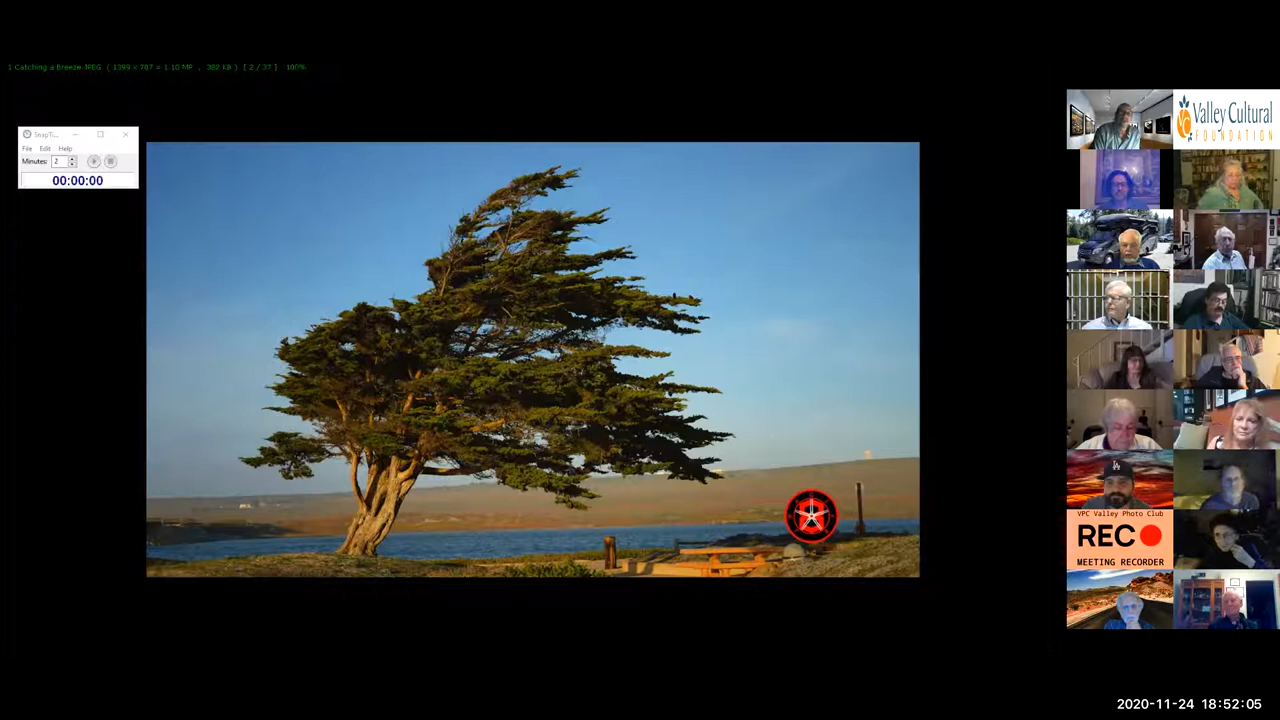 1 Catching a Breeze.JPEG ( 1399 x 787 = 1.10 MP , 302 KB ) [ 2 / 37 ] 100%
SnapTi...
File Edit Help
Minutes: 2
00:00:00
Valley Cultural
FOUNDATION
LA
VPC Valley Photo Club
REC
MEETING RECORDER
2020-11-24 18:52:05